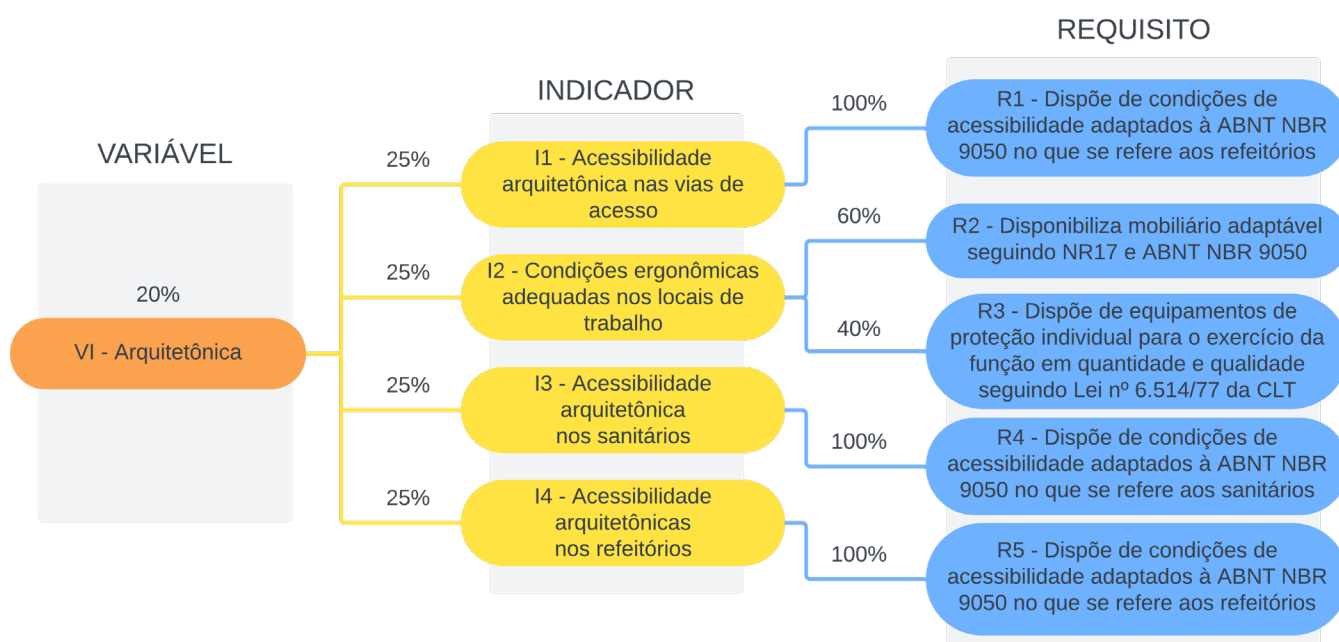 VARIÁVEL
20%
VI - Arquitetônica
INDICADOR
25%
I1 - Acessibilidade
arquitetônica nas vias de
acesso
25%
I2 - Condições ergonômicas
adequadas nos locais de
trabalho
25%
I3 - Acessibilidade
arquitetônica
nos sanitários
25%
I4 - Acessibilidade
arquitetônicas
nos refeitórios
REQUISITO
100%
R1 - Dispõe de condições de
acessibilidade adaptados à ABNT NBR
9050 no que se refere aos refeitórios
60%
R2 - Disponibiliza mobiliário adaptável
seguindo NR17 e ABNT NBR 9050
40%
R3 - Dispõe de equipamentos de
proteção individual para o exercício da
função em quantidade e qualidade
seguindo Lei nº 6.514/77 da CLT
100%
R4 - Dispõe de condições de
acessibilidade adaptados à ABNT NBR
9050 no que se refere aos sanitários
100%
R5 - Dispõe de condições de
acessibilidade adaptados à ABNT NBR
9050 no que se refere aos refeitórios